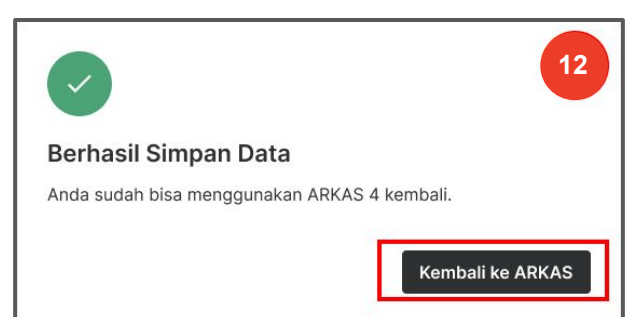 12
Berhasil Simpan Data
Anda sudah bisa menggunakan ARKAS 4 kembali.
Kembali ke ARKAS